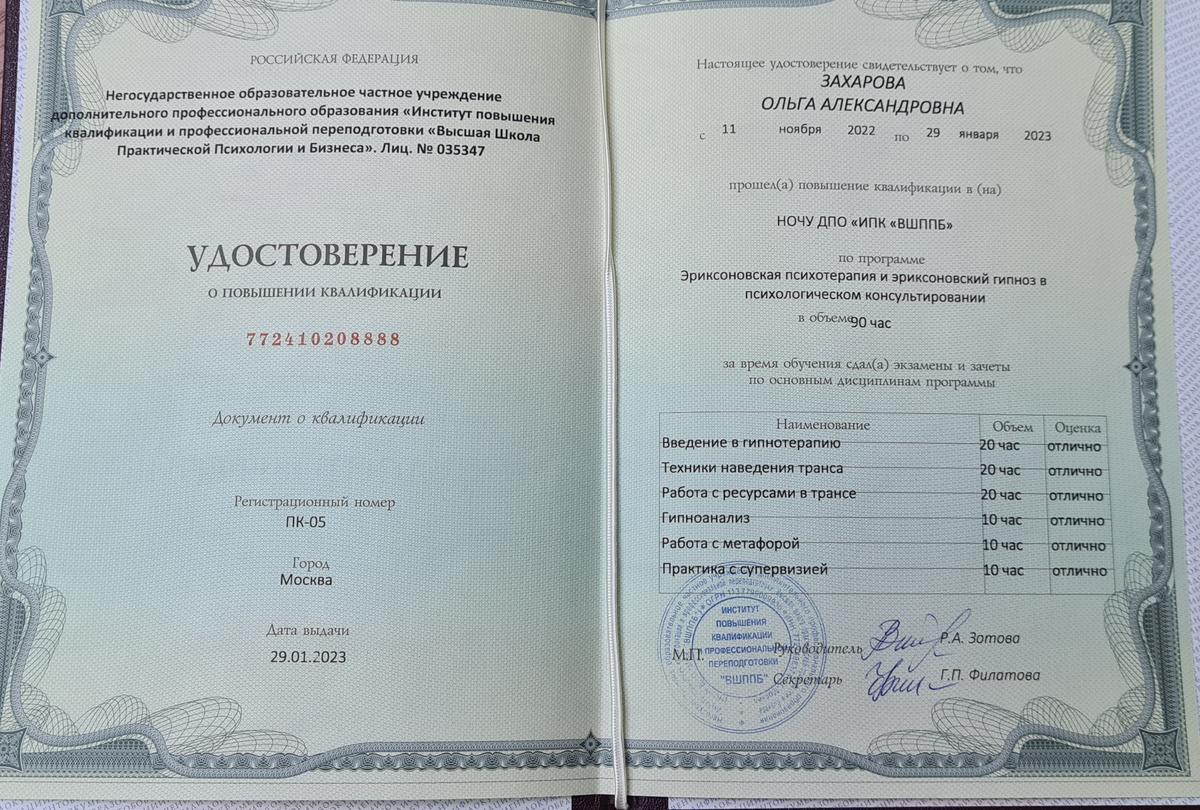 РОССИЙСКАЯ ФЕДЕРАЦИЯ
Негосударственное образовательное частное учреждение
дополнительного профессионального образования «Институт повышения
квалификации и профессиональной переподготовки «Высшая Школа
Практической Психологии и Бизнеса». Лиц. № 035347
УДОСТОВЕРЕНИЕ
О ПОВЫШЕНИИ КВАЛИФИКАЦИИ
772410208888
Документ о квалификации
Регистрационный номер
ПК-05
Город
Москва
Дата выдачи
29.01.2023
Настоящее удостоверение свидетельствует о том, что
ЗАХАРОВА
ОЛЬГА АЛЕКСАНДРОВНА
с 11 ноября 2022 по 29 января 2023
прошел(а) повышение квалификации в (на)
НОЧУ ДПО «ИПК «ВШППБ»
по программе
Эриксоновская психотерапия и эриксоновский гипноз в
психологическом консультировании
в объеме 90 час
за время обучения сдал(а) экзамены и зачеты
по основным дисциплинам программы
Наименование Объем Оценка
Введение в гипнотерапию 20 час отлично
Техники наведения транса 20 час отлично
Работа с ресурсами в трансе 20 час отлично
Гипноанализ 10 час отлично
Работа с метафорой 10 час отлично
Практика с супервизией 10 час отлично
ИНСТИТУТ
ПОВЫШЕНИЯ
КВАЛИФИКАЦИИ
ПРОФЕССИОНАЛЬНОЙ
ПЕРЕПОДГОТОВКИ
"ВШППБ"
М.П. Руководитель Р.А. Зотова
Секретарь Г.П. Филатова